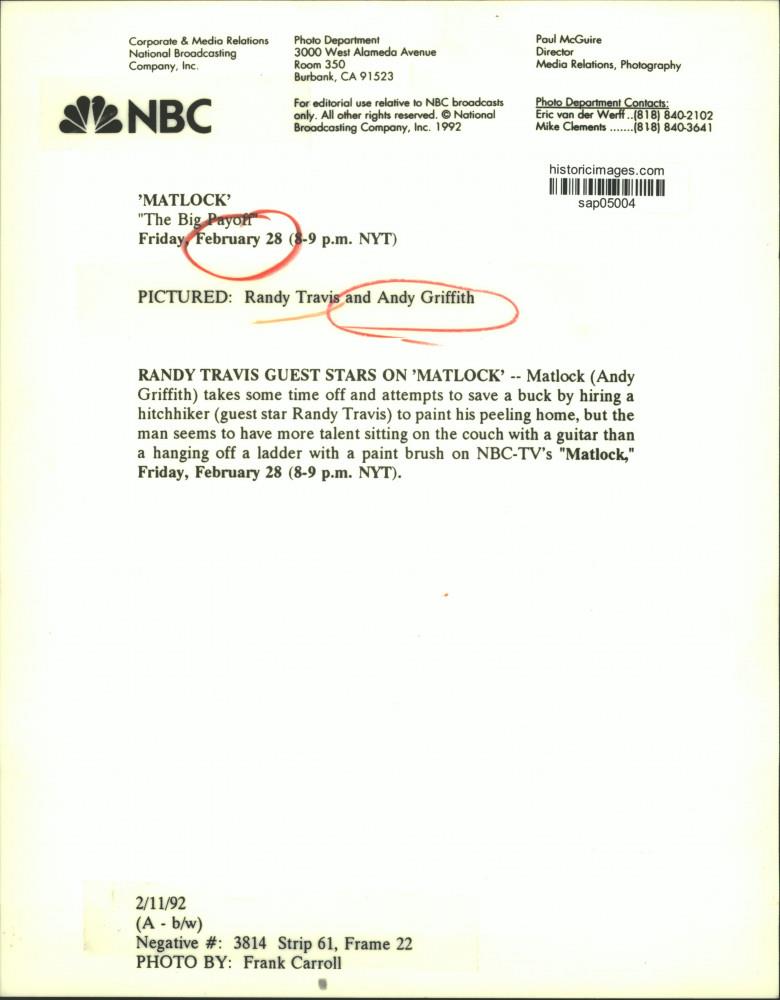 Corporate & Media Relations
National Broadcasting
Company, Inc.
Photo Department
3000 West Alameda Avenue
Room 350
Burbank, CA 91523
Paul McGuire
Director
Media Relations, Photography
NBC
For editorial use relative to NBC broadcasts
only. All other rights reserved. © National
Broadcasting Company, Inc. 1992
Photo Department Contacts:
Eric van der Werff..(818) 840-2102
Mike Clements .......(818) 840-3641
historicimages.com
sap05004
'MATLOCK'
"The Big Payoff"
Friday, February 28 (8-9 p.m. NYT)
PICTURED: Randy Travis and Andy Griffith
RANDY TRAVIS GUEST STARS ON 'MATLOCK' -- Matlock (Andy
Griffith) takes some time off and attempts to save a buck by hiring a
hitchhiker (guest star Randy Travis) to paint his peeling home, but the
man seems to have more talent sitting on the couch with a guitar than
a hanging off a ladder with a paint brush on NBC-TV's "Matlock,"
Friday, February 28 (8-9 p.m. NYT).
2/11/92
(A - b/w)
Negative #: 3814 Strip 61, Frame 22
PHOTO BY: Frank Carroll